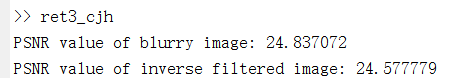 >> ret3_cjh
PSNR value of blurry image: 24.837072
PSNR value of inverse filtered image: 24.577779